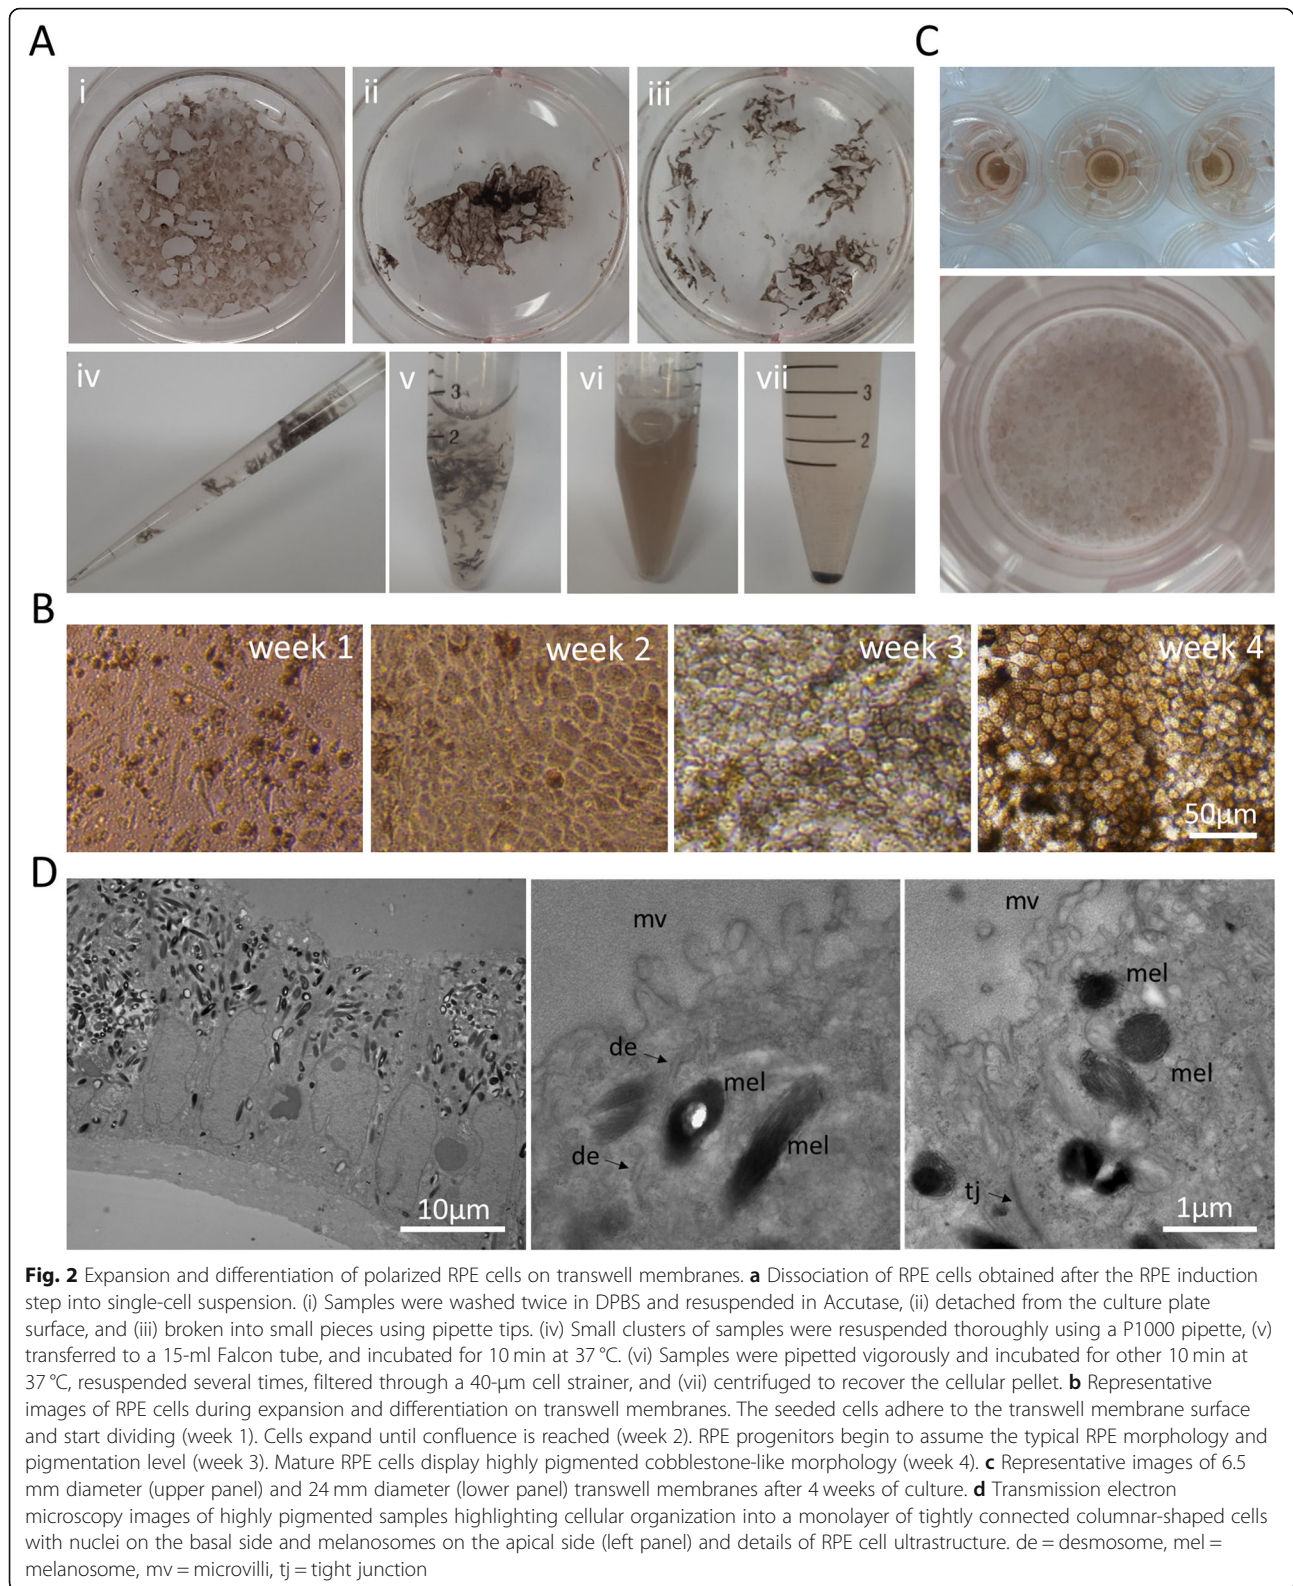 A
C
i
ii
iii
iv
v
vi
vii
3
2
3
2
B
week 1
week 2
week 3
week 4
50µm
D
mv
de
mel
de
mel
10µm
mv
mel
mel
tj
1µm
Fig. 2 Expansion and differentiation of polarized RPE cells on transwell membranes. a Dissociation of RPE cells obtained after the RPE induction
step into single-cell suspension. (i) Samples were washed twice in DPBS and resuspended in Accutase, (ii) detached from the culture plate
surface, and (iii) broken into small pieces using pipette tips. (iv) Small clusters of samples were resuspended thoroughly using a P1000 pipette, (v)
transferred to a 15-ml Falcon tube, and incubated for 10 min at 37 °C. (vi) Samples were pipetted vigorously and incubated for other 10 min at
37 °C, resuspended several times, filtered through a 40-µm cell strainer, and (vii) centrifuged to recover the cellular pellet. b Representative
images of RPE cells during expansion and differentiation on transwell membranes. The seeded cells adhere to the transwell membrane surface
and start dividing (week 1). Cells expand until confluence is reached (week 2). RPE progenitors begin to assume the typical RPE morphology and
pigmentation level (week 3). Mature RPE cells display highly pigmented cobblestone-like morphology (week 4). c Representative images of 6.5
mm diameter (upper panel) and 24 mm diameter (lower panel) transwell membranes after 4 weeks of culture. d Transmission electron
microscopy images of highly pigmented samples highlighting cellular organization into a monolayer of tightly connected columnar-shaped cells
with nuclei on the basal side and melanosomes on the apical side (left panel) and details of RPE cell ultrastructure. de = desmosome, mel =
melanosome, mv = microvilli, tj = tight junction